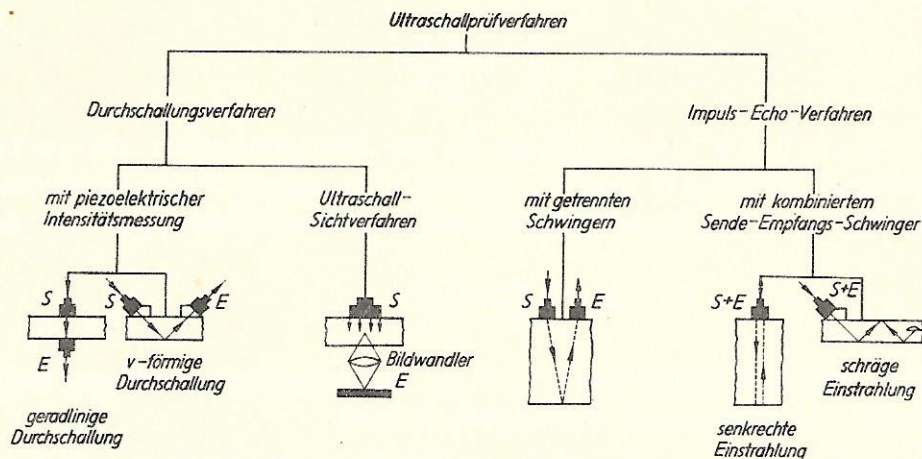 Ultraschallprüfverfahren
Durchschallungsverfahren
Impuls-Echo-Verfahren
mit piezoelektrischer
Intensitätsmessung
Ultraschall-
Sichtverfahren
mit getrennten
Schwingern
mit kombiniertem
Sende-Empfangs-Schwinger
S
E
geradlinige
Durchschallung
S
E
v-förmige
Durchschallung
S
Bildwandler
E
S
E
S+E
senkrechte
Einstrahlung
S+E
schräge
Einstrahlung